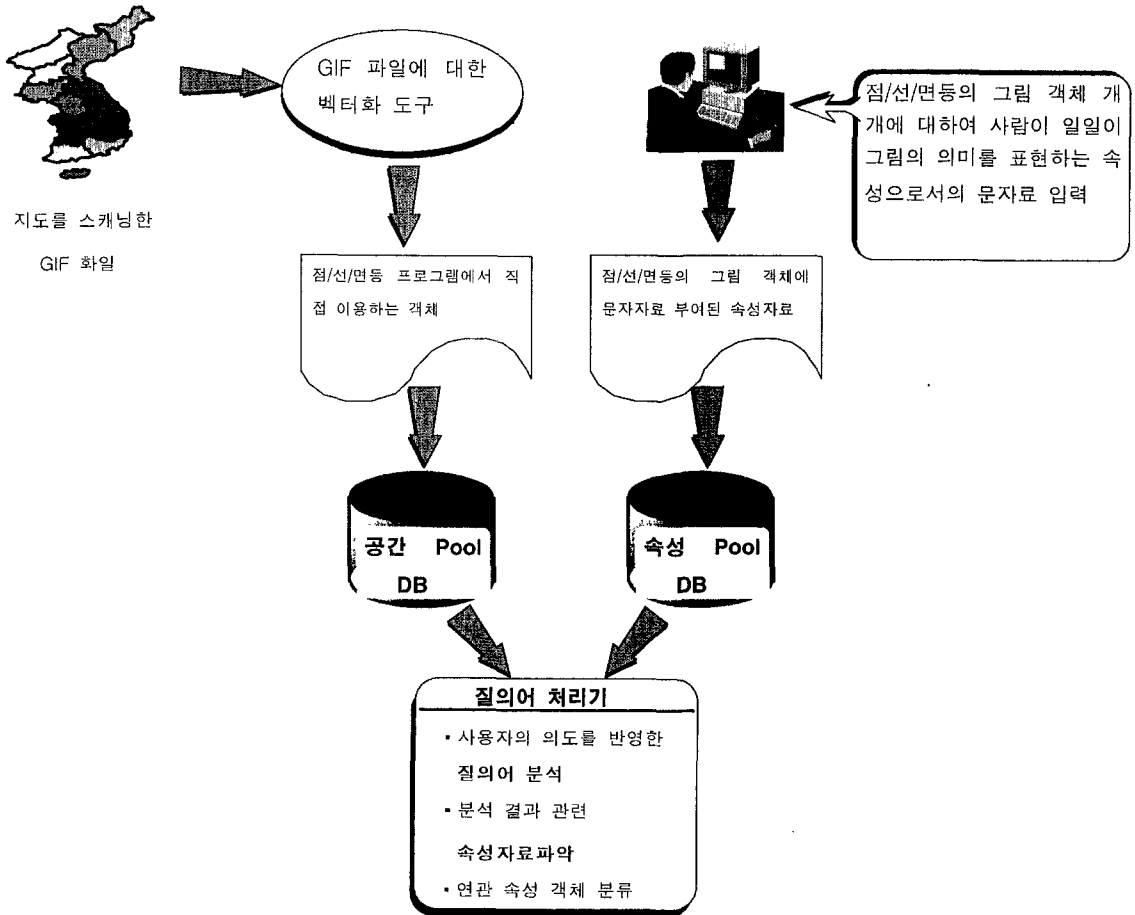 지도를 스캐닝한
GIF 화일
GIF 파일에 대한
벡터화 도구
점/선/면등의 그림 객체 개
개에 대하여 사람이 일일이
그림의 의미를 표현하는 속
성으로서의 문자료 입력
점/선/면등 프로그램에서 직
접 이용하는 객체
점/선/면등의 그림 객체에
문자자료 부여된 속성자료
공간 Pool
DB
속성 Pool
DB
질의어 처리기
▪ 사용자의 의도를 반영한
질의어 분석
▪ 분석 결과 관련
속성자료파악
▪ 연관 속성 객체 분류